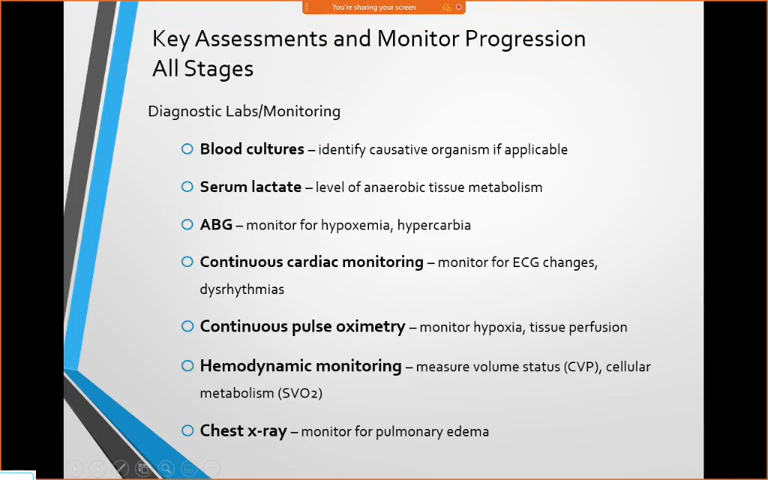 You're sharing your screen
Key Assessments and Monitor Progression
All Stages
Diagnostic Labs/Monitoring
Blood cultures – identify causative organism if applicable
Serum lactate – level of anaerobic tissue metabolism
ABG – monitor for hypoxemia, hypercarbia
Continuous cardiac monitoring – monitor for ECG changes,
dysrhythmias
Continuous pulse oximetry – monitor hypoxia, tissue perfusion
Hemodynamic monitoring – measure volume status (CVP), cellular
metabolism (SVO2)
Chest x-ray – monitor for pulmonary edema